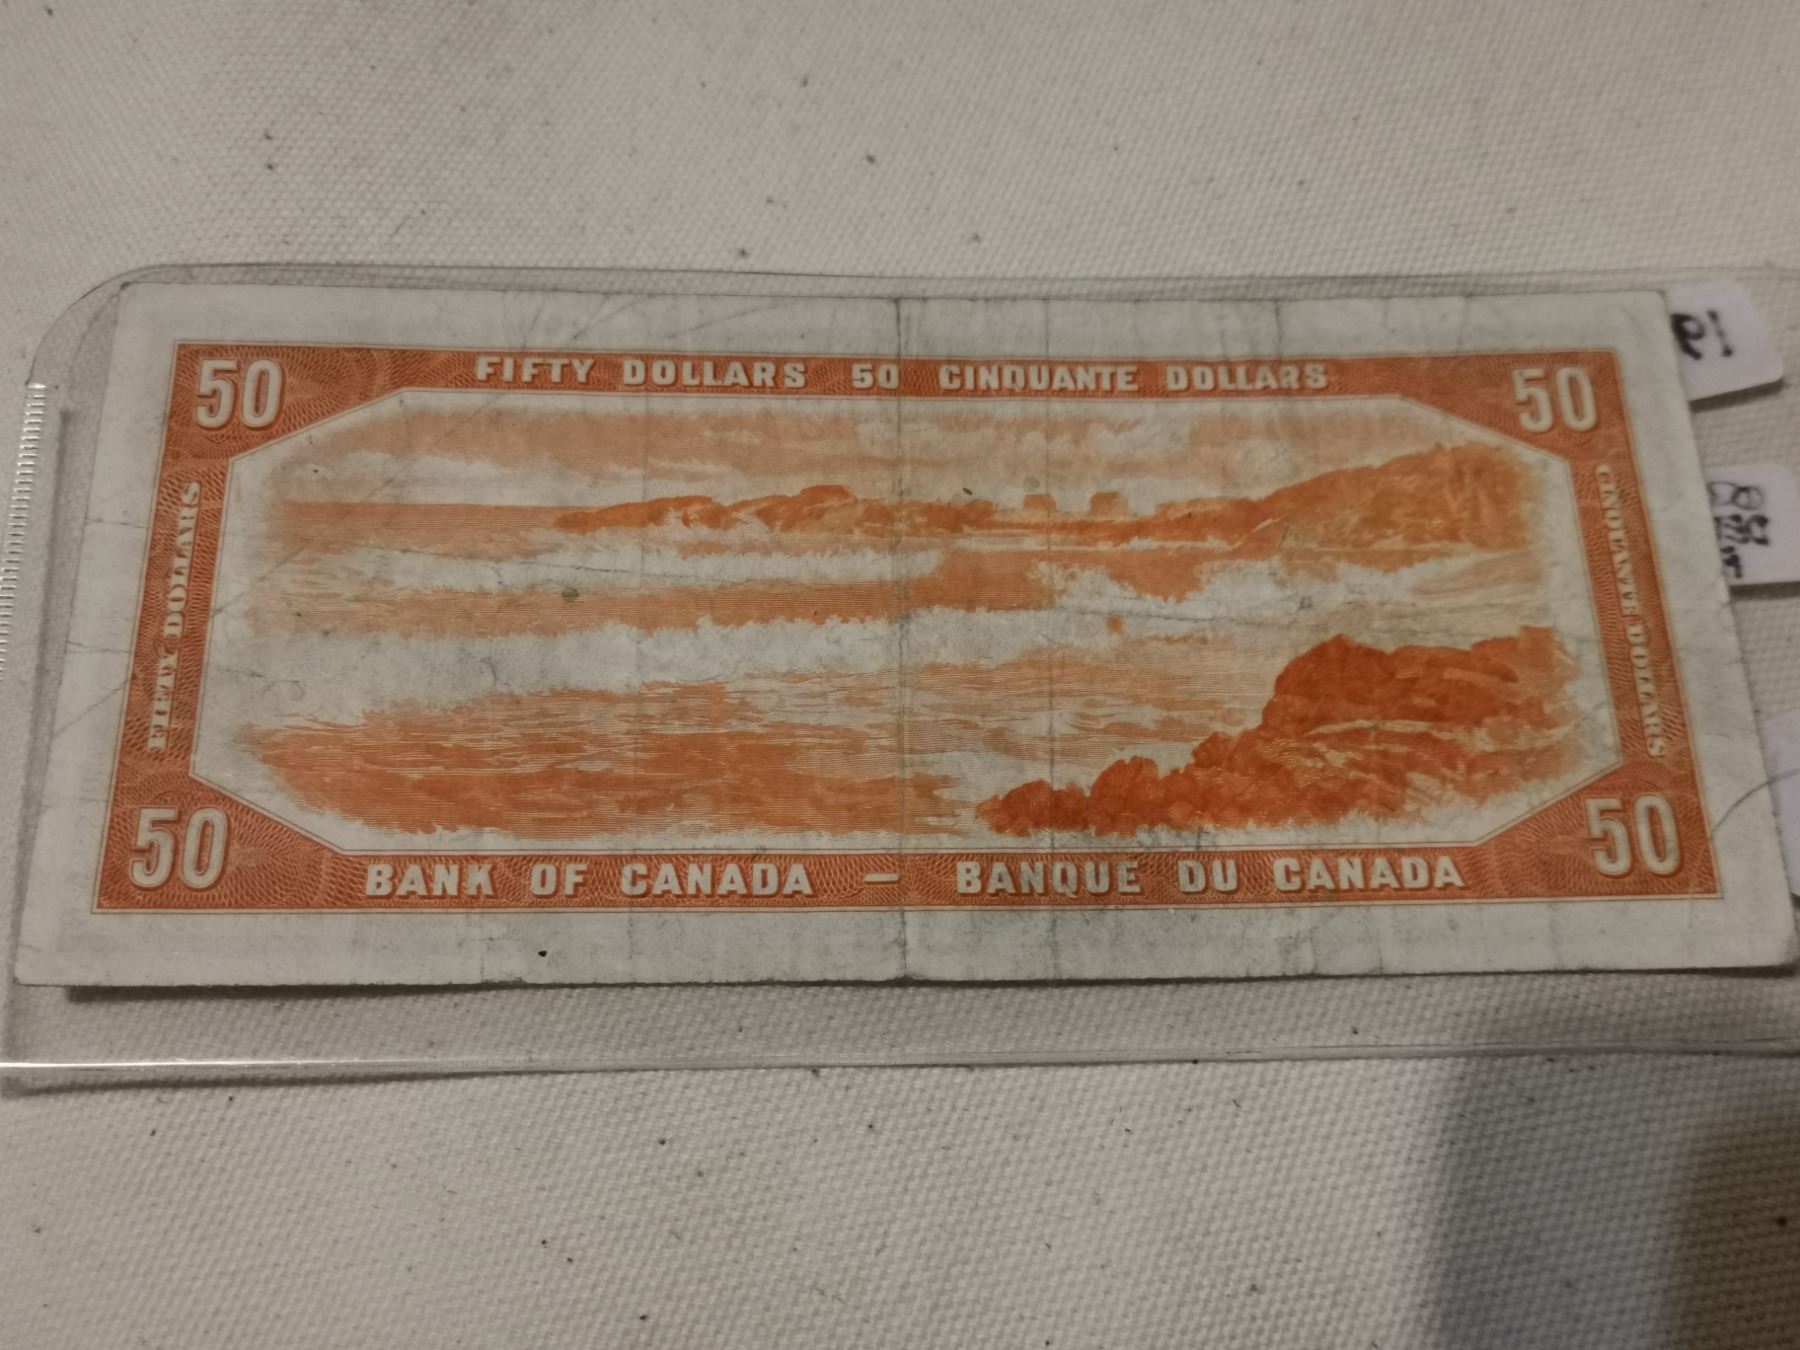 50 FIFTY DOLLARS 50 CINQUANTE DOLLARS 50
FIFTY DOLLARS
CINQUANTE DOLLARS
50 BANK OF CANADA — BANQUE DU CANADA 50